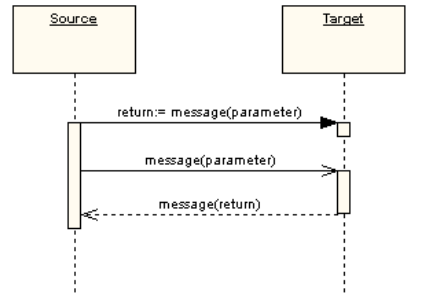 Source
Target
return:= message(parameter)
message(parameter)
message(return)